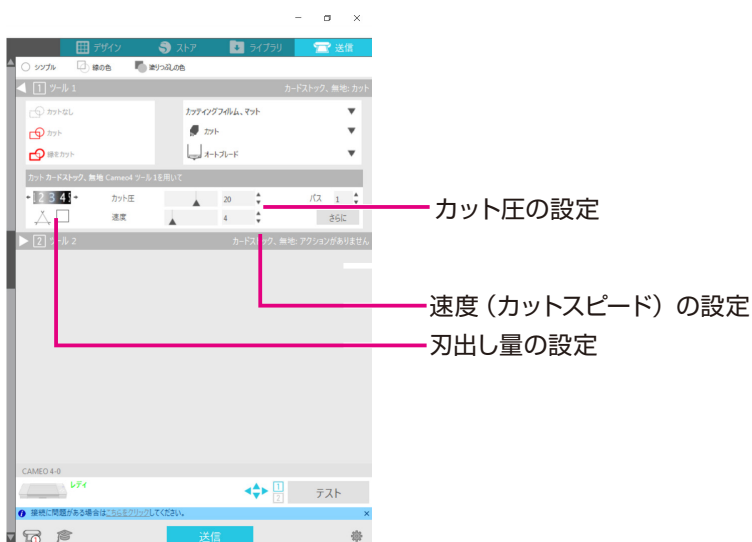 デザイン ストア ライブラリ 送信
シンプル 線の色 塗りつぶしの色
1 ツール 1 カードストック、無地: カット
カットなし カッティングフィルム、マット
カット カット
縁をカット オートブレード
カット カードストック、無地 Cameo4 ツール 1を用いて
2 3 4 カット圧 20 パス 1
速度 4 さらに
カット圧の設定
2 ツール 2 カードストック、無地: アクションがありません
速度（カットスピード）の設定
刃出し量の設定
CAMEO 4-0
レディ 1 2 テスト
接続に問題がある場合はこちらをクリックしてください。
送信